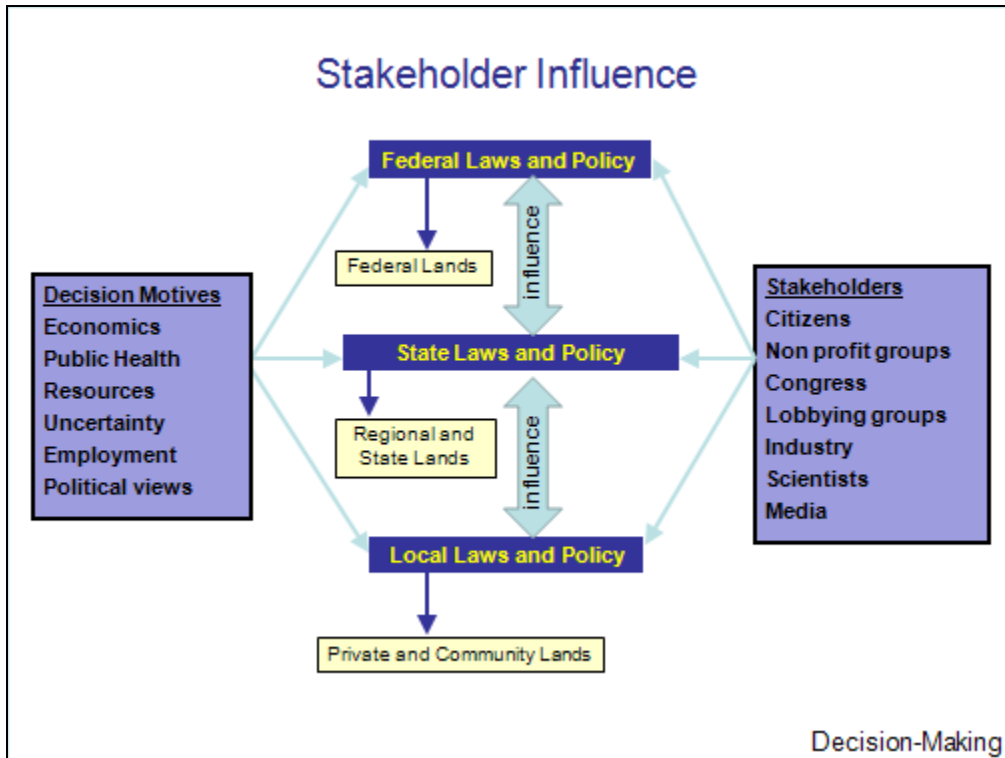 Stakeholder Influence
Federal Laws and Policy
influence
Federal Lands
Decision Motives
Economics
Public Health
Resources
Uncertainty
Employment
Political views
Stakeholders
Citizens
Non profit groups
Congress
Lobbying groups
Industry
Scientists
Media
State Laws and Policy
influence
Regional and
State Lands
Local Laws and Policy
Private and Community Lands
Decision-Making